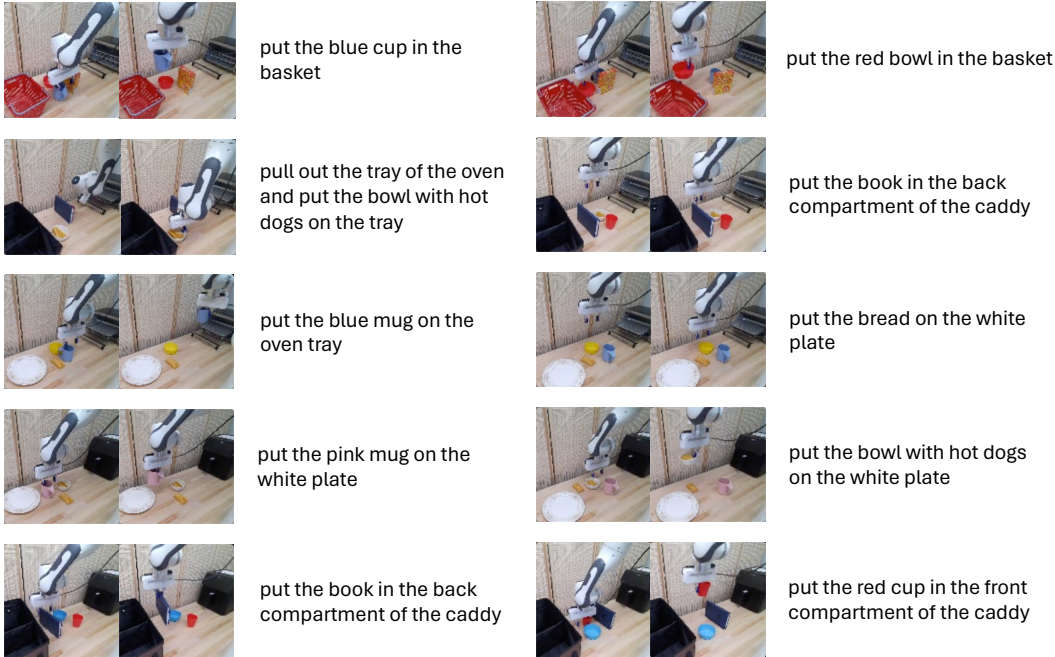 put the blue cup in the
basket
put the red bowl in the basket
pull out the tray of the oven
and put the bowl with hot
dogs on the tray
put the book in the back
compartment of the caddy
put the blue mug on the
oven tray
put the bread on the white
plate
put the pink mug on the
white plate
put the bowl with hot dogs
on the white plate
put the book in the back
compartment of the caddy
put the red cup in the front
compartment of the caddy